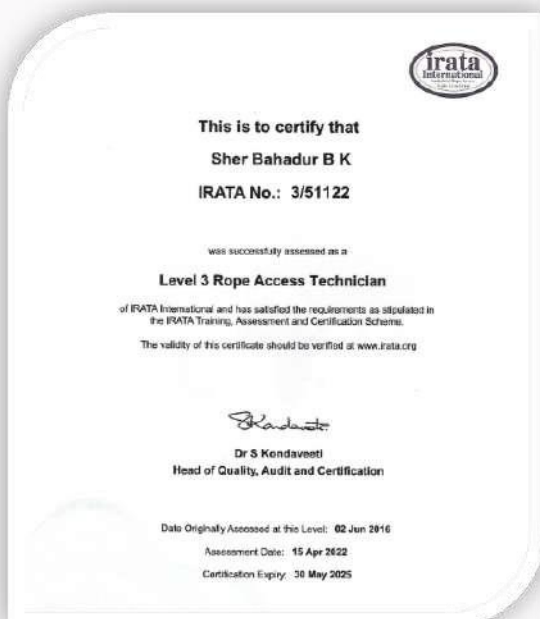 irata
International
This is to certify that
Sher Bahadur B K
IRATA No.: 3/51122
was successfully assessed as a
Level 3 Rope Access Technician
of IRATA International and has satisfied the requirements as stipulated in
the IRATA Training, Assessment and Certification Scheme.
The validity of this certificate should be verified at www.irata.org
Dr S Kondaveeti
Head of Quality, Audit and Certification
Date Originally Assessed at this Level: 02 Jun 2016
Assessment Date: 15 Apr 2022
Certification Expiry: 30 May 2025